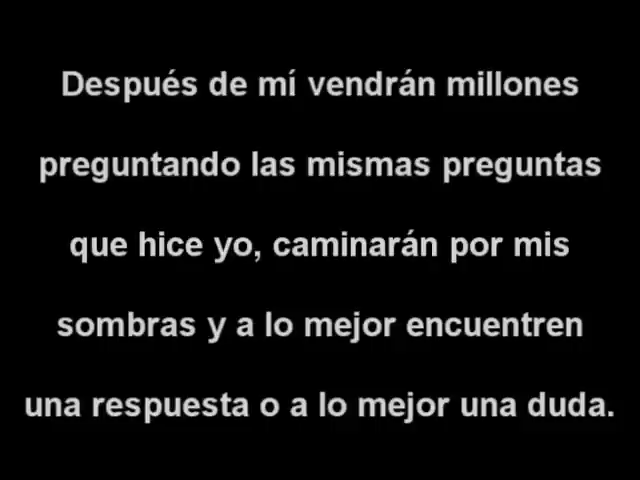 Después de mí vendrán millones
preguntando las mismas preguntas
que hice yo, caminarán por mis
sombras y a lo mejor encuentren
una respuesta o a lo mejor una duda.